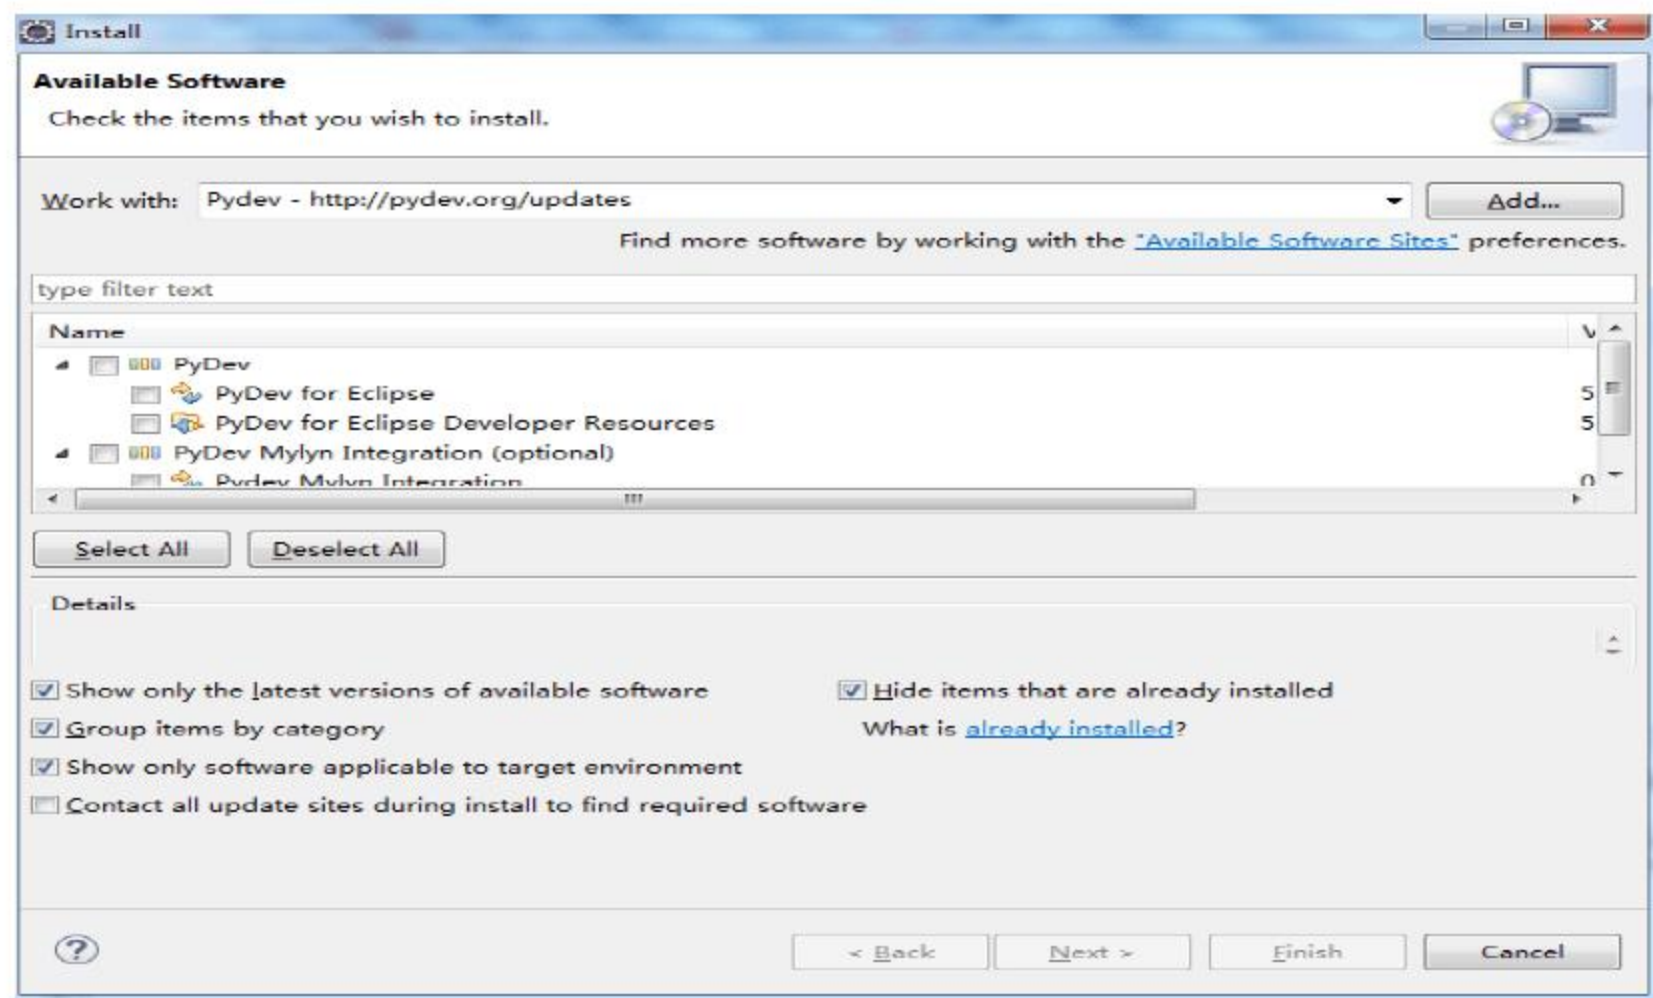 Install
Available Software
Check the items that you wish to install.
Work with: Pydev - http://pydev.org/updates Add...
Find more software by working with the "Available Software Sites" preferences.
type filter text
Name V
PyDev
PyDev for Eclipse 5
PyDev for Eclipse Developer Resources 5
PyDev Mylyn Integration (optional)
Pydev Mylyn Integration 0
Select All Deselect All
Details
Show only the latest versions of available software Hide items that are already installed
Group items by category What is already installed?
Show only software applicable to target environment
Contact all update sites during install to find required software
? < Back Next > Finish Cancel